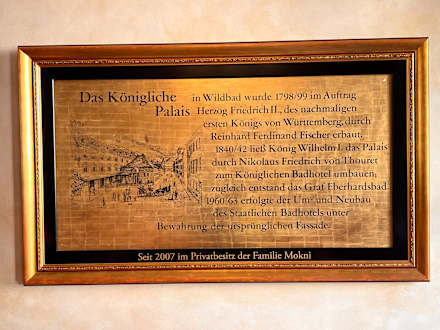 Das Königliche Palais in Wildbad wurde 1798/99 im Auftrag
Herzog Friedrich II., des nachmaligen
ersten Königs von Württemberg, durch
Reinhard Ferdinand Fischer erbaut.
1840/42 ließ König Wilhelm I. das Palais
durch Nikolaus Friedrich von Thouret
zum Königlichen Badhotel umbauen,
zugleich entstand das Graf Eberhardsbad.
1960/63 erfolgte der Um- und Neubau
des Staatlichen Badhotels unter
Bewahrung der ursprünglichen Fassade.
Seit 2007 im Privatbesitz der Familie Mokni